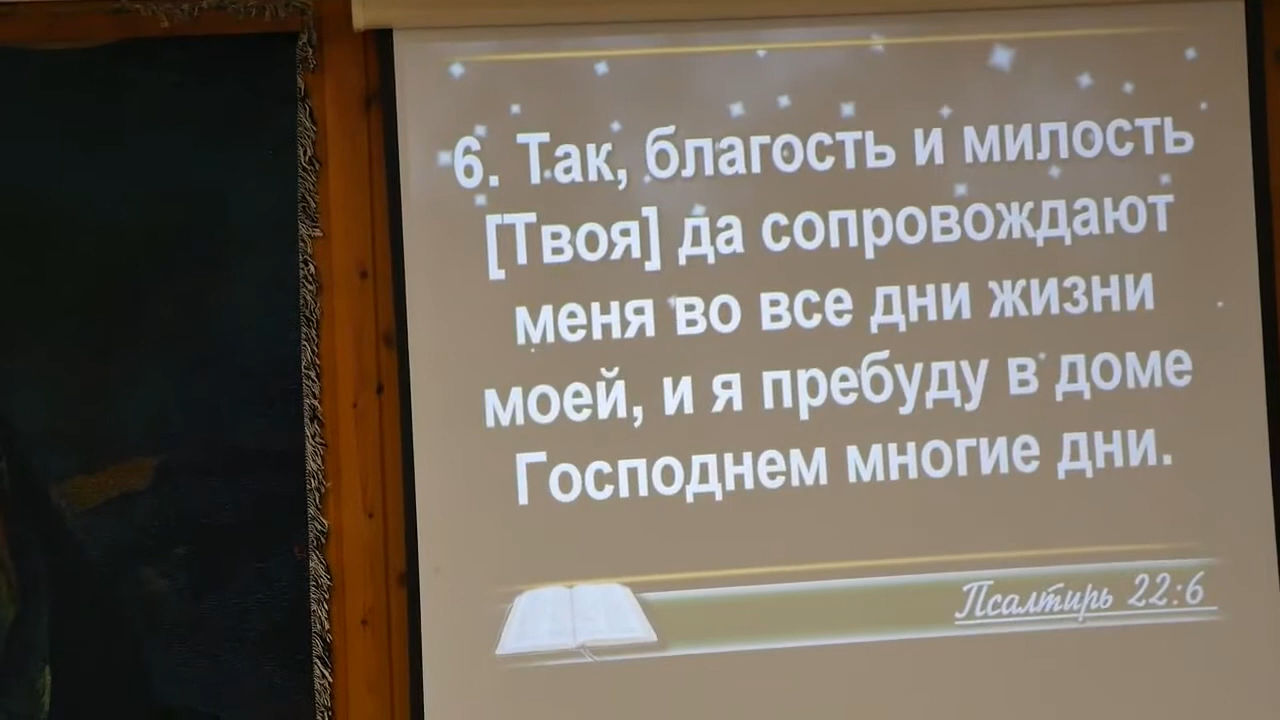 6. Так, благость и милость
[Твоя] да сопровождают
меня во все дни жизни
моей, и я пребуду в доме
Господнем многие дни.
Псалтирь 22:6